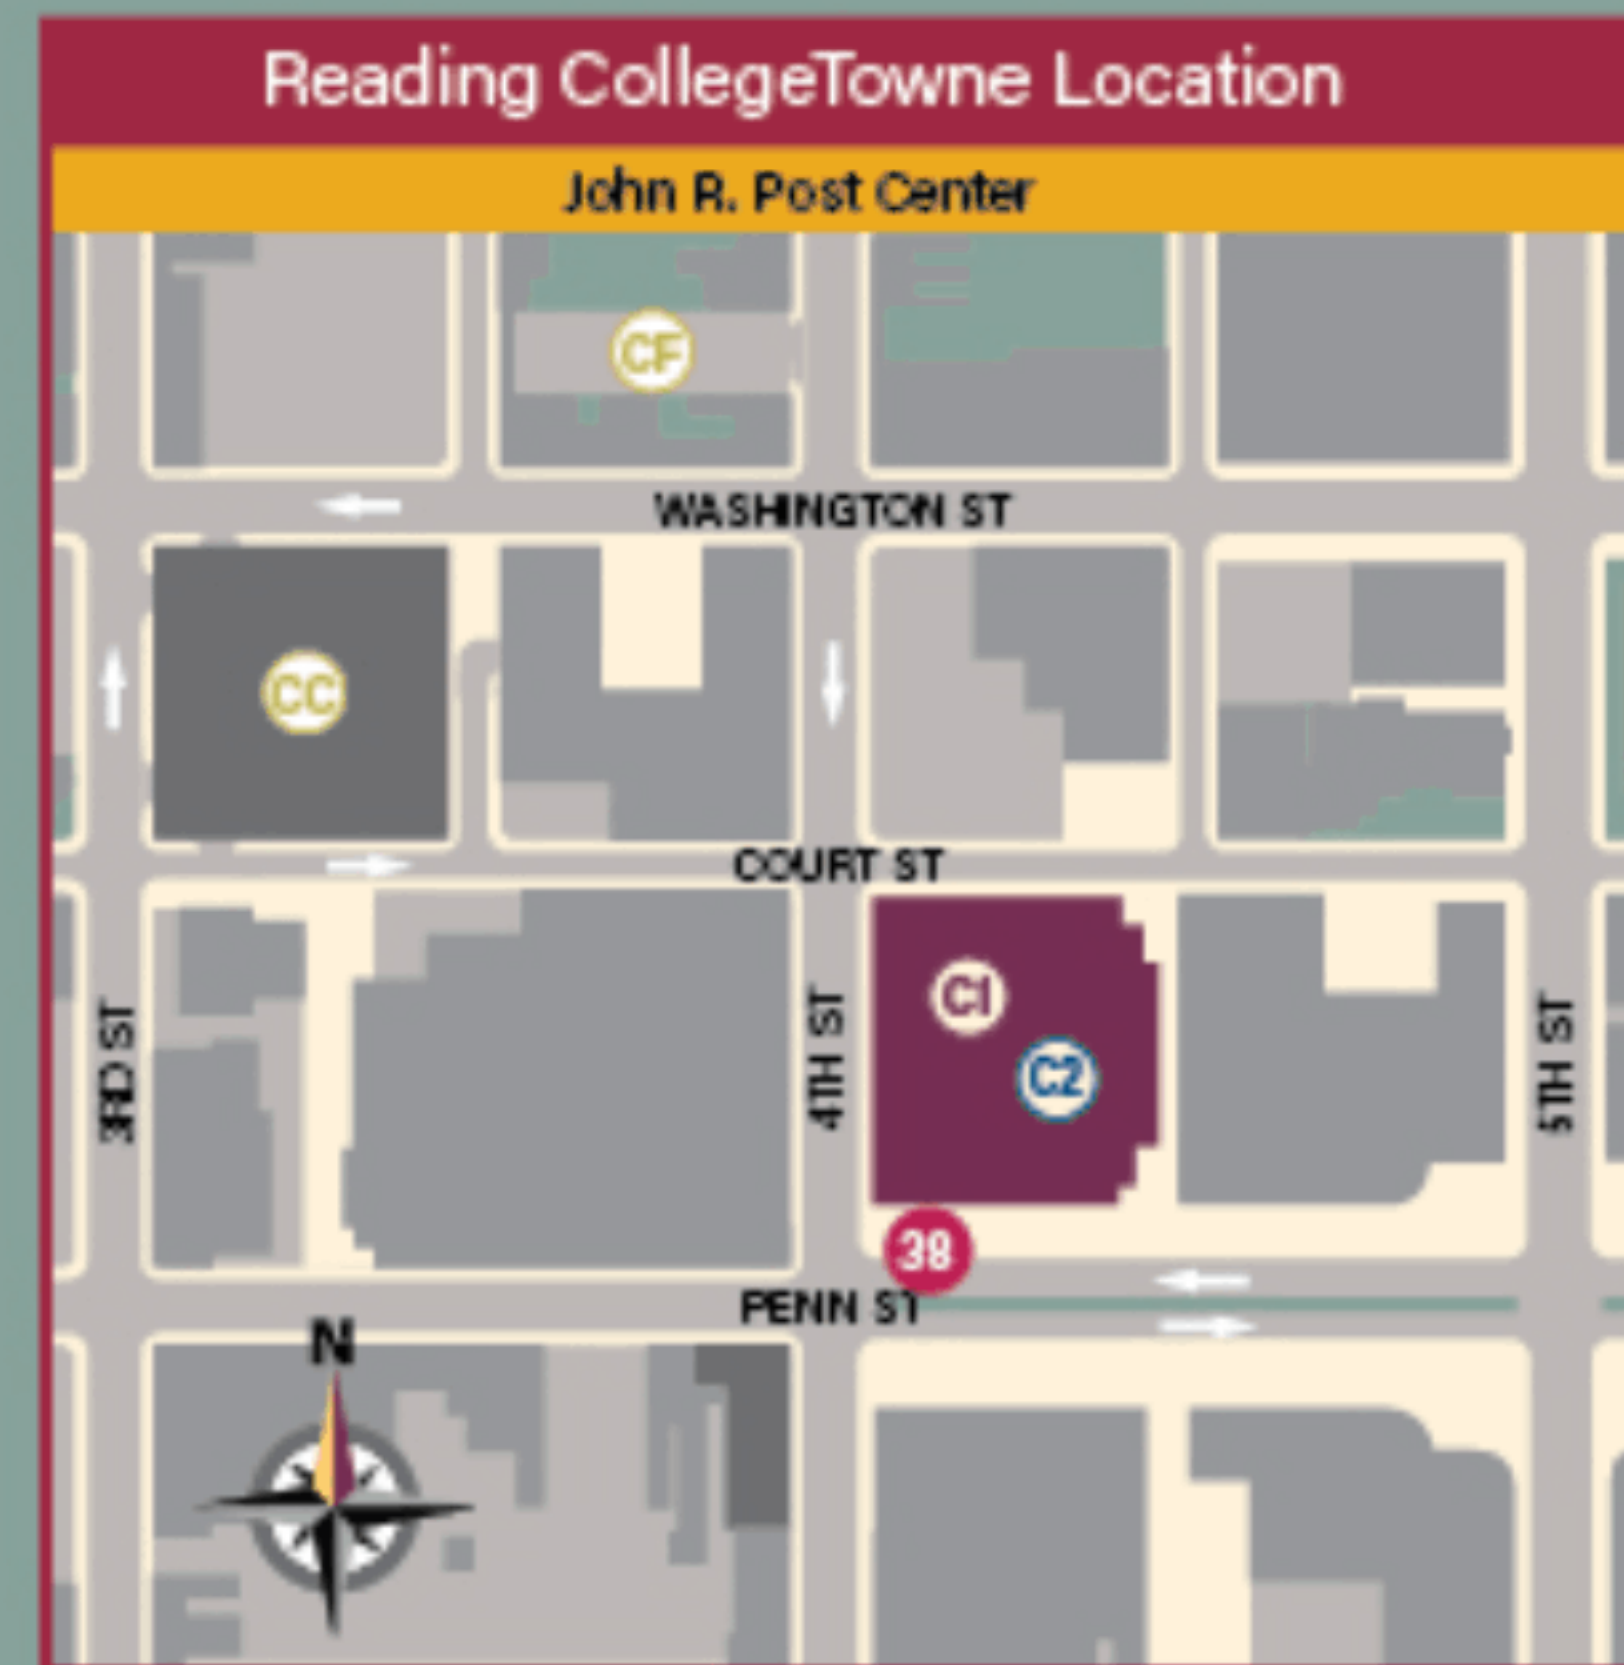 Reading CollegeTowne Location
John R. Post Center
CF
WASHINGTON ST
CC
COURT ST
C1
C2
3RD ST
4TH ST
5TH ST
38
PENN ST
N